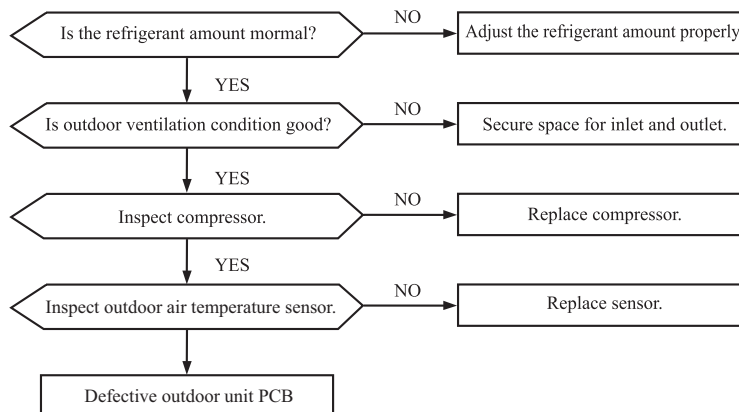 Is the refrigerant amount mormal?
NO
Adjust the refrigerant amount properly
YES
Is outdoor ventilation condition good?
NO
Secure space for inlet and outlet.
YES
Inspect compressor.
NO
Replace compressor.
YES
Inspect outdoor air temperature sensor.
NO
Replace sensor.
Defective outdoor unit PCB